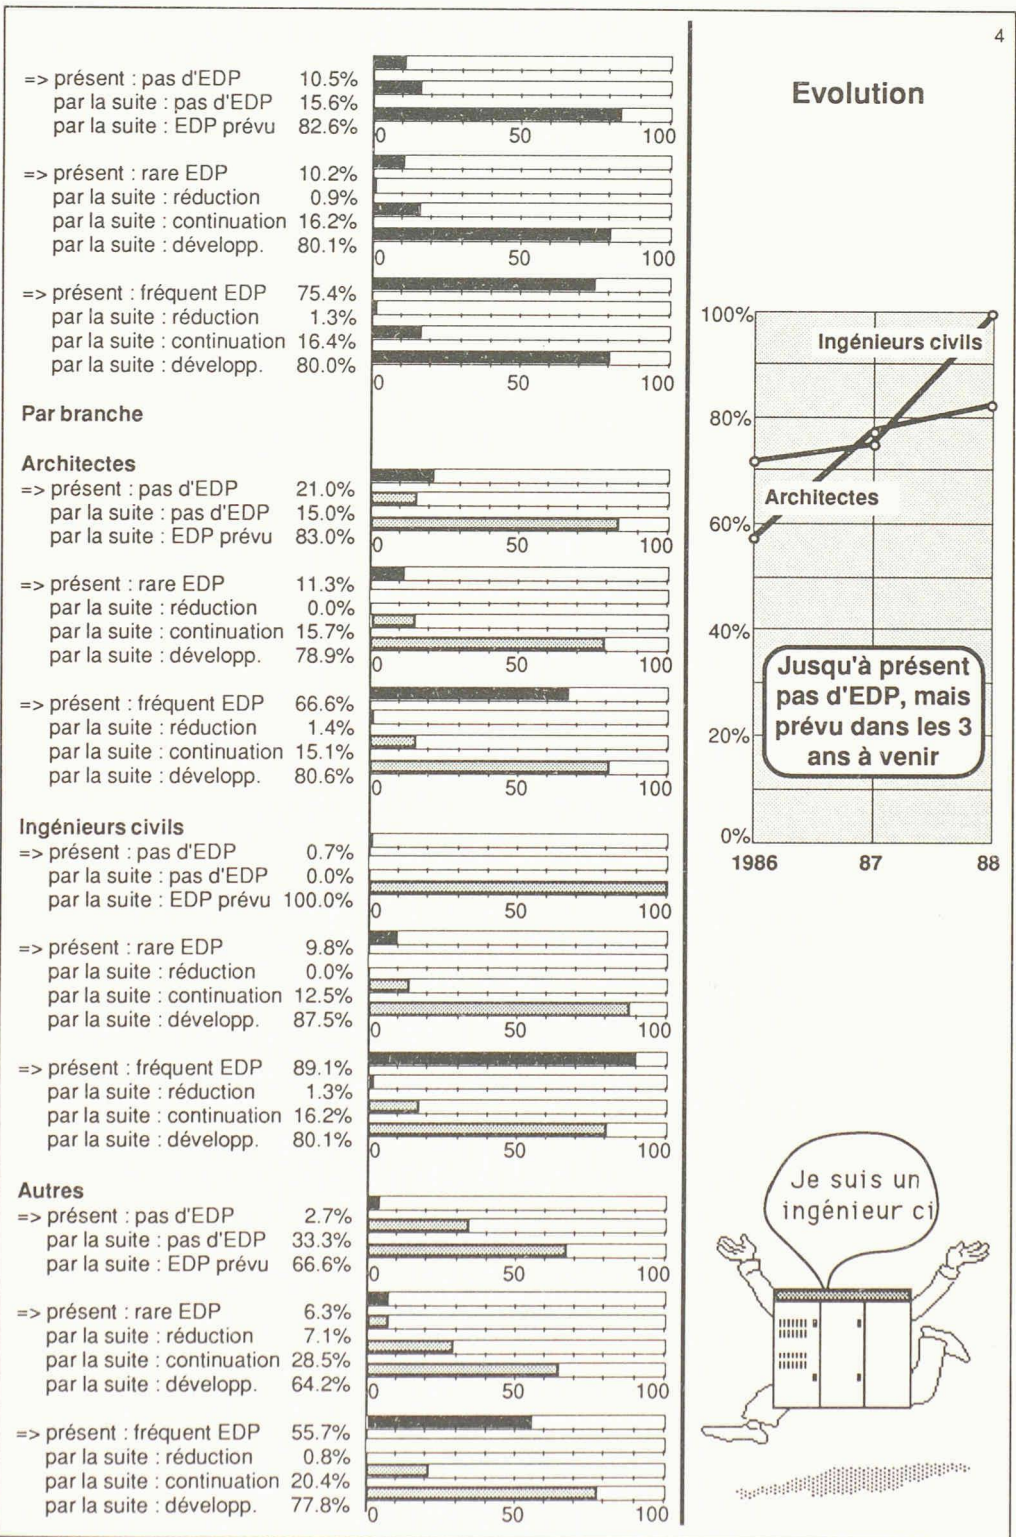 4
=> présent : pas d'EDP 10.5%
par la suite : pas d'EDP 15.6%
par la suite : EDP prévu 82.6%
0 50 100
=> présent : rare EDP 10.2%
par la suite : réduction 0.9%
par la suite : continuation 16.2%
par la suite : développ. 80.1%
0 50 100
=> présent : fréquent EDP 75.4%
par la suite : réduction 1.3%
par la suite : continuation 16.4%
par la suite : développ. 80.0%
0 50 100
Par branche
Architectes
=> présent : pas d'EDP 21.0%
par la suite : pas d'EDP 15.0%
par la suite : EDP prévu 83.0%
0 50 100
=> présent : rare EDP 11.3%
par la suite : réduction 0.0%
par la suite : continuation 15.7%
par la suite : développ. 78.9%
0 50 100
=> présent : fréquent EDP 66.6%
par la suite : réduction 1.4%
par la suite : continuation 15.1%
par la suite : développ. 80.6%
0 50 100
Ingénieurs civils
=> présent : pas d'EDP 0.7%
par la suite : pas d'EDP 0.0%
par la suite : EDP prévu 100.0%
0 50 100
=> présent : rare EDP 9.8%
par la suite : réduction 0.0%
par la suite : continuation 12.5%
par la suite : développ. 87.5%
0 50 100
=> présent : fréquent EDP 89.1%
par la suite : réduction 1.3%
par la suite : continuation 16.2%
par la suite : développ. 80.1%
0 50 100
Autres
=> présent : pas d'EDP 2.7%
par la suite : pas d'EDP 33.3%
par la suite : EDP prévu 66.6%
0 50 100
=> présent : rare EDP 6.3%
par la suite : réduction 7.1%
par la suite : continuation 28.5%
par la suite : développ. 64.2%
0 50 100
=> présent : fréquent EDP 55.7%
par la suite : réduction 0.8%
par la suite : continuation 20.4%
par la suite : développ. 77.8%
0 50 100
Evolution
100%
Ingénieurs civils
80%
Architectes
60%
40%
Jusqu'à présent
pas d'EDP, mais
prévu dans les 3
ans à venir
20%
0%
1986 87 88
Je suis un
ingénieur ci